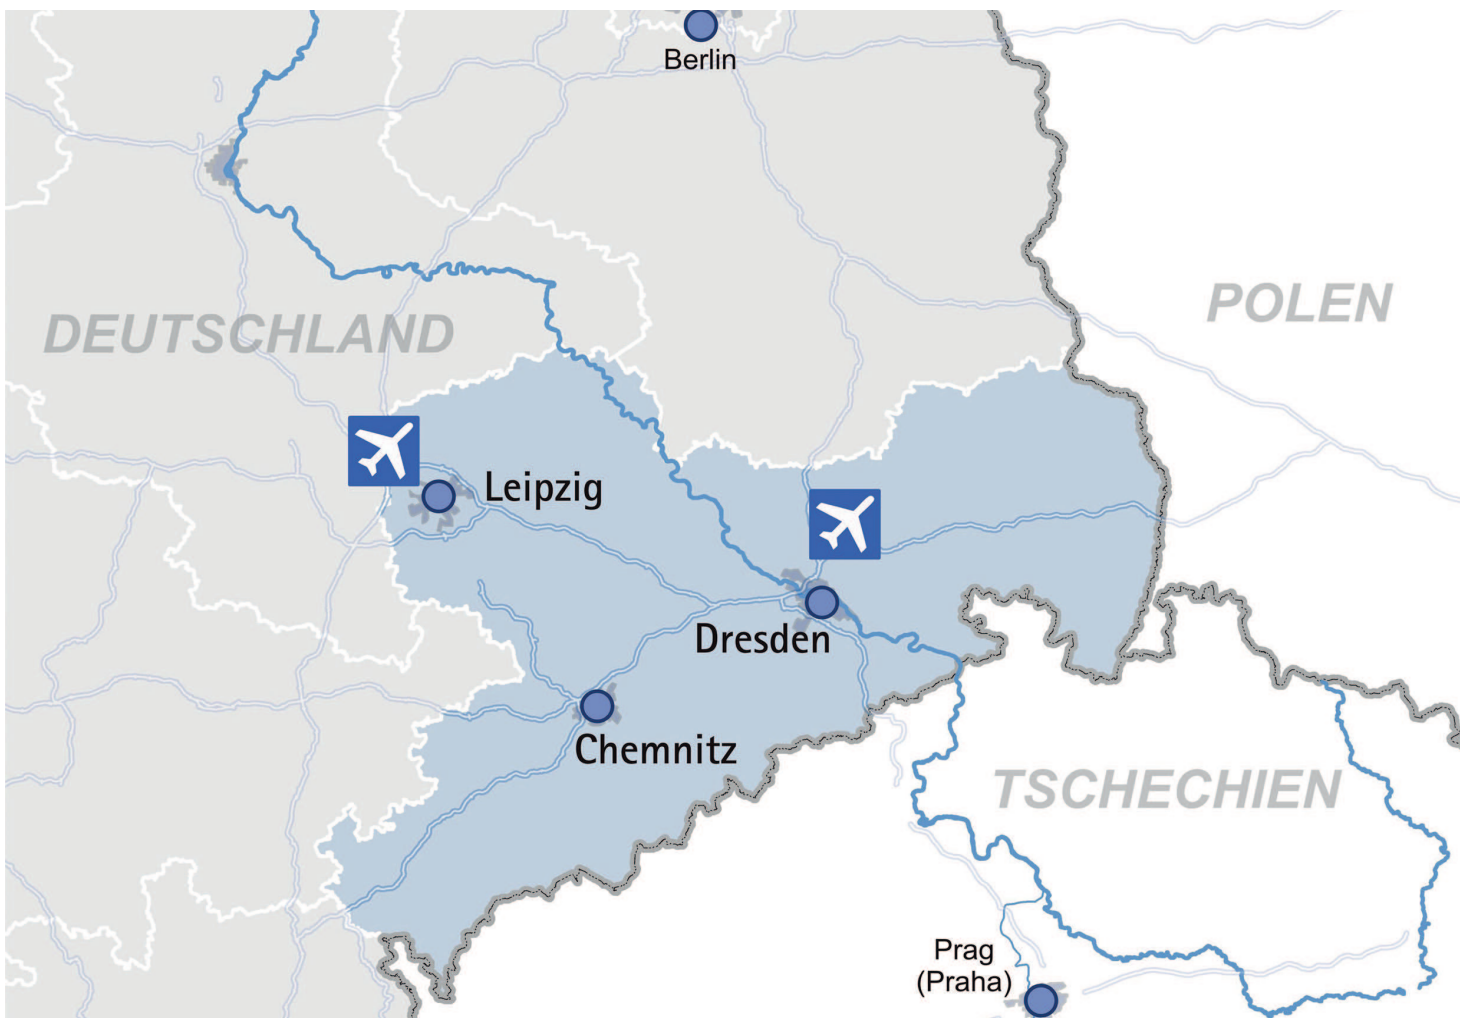 Berlin
POLEN
DEUTSCHLAND
Leipzig
Dresden
Chemnitz
TSCHECHIEN
Prag
(Praha)